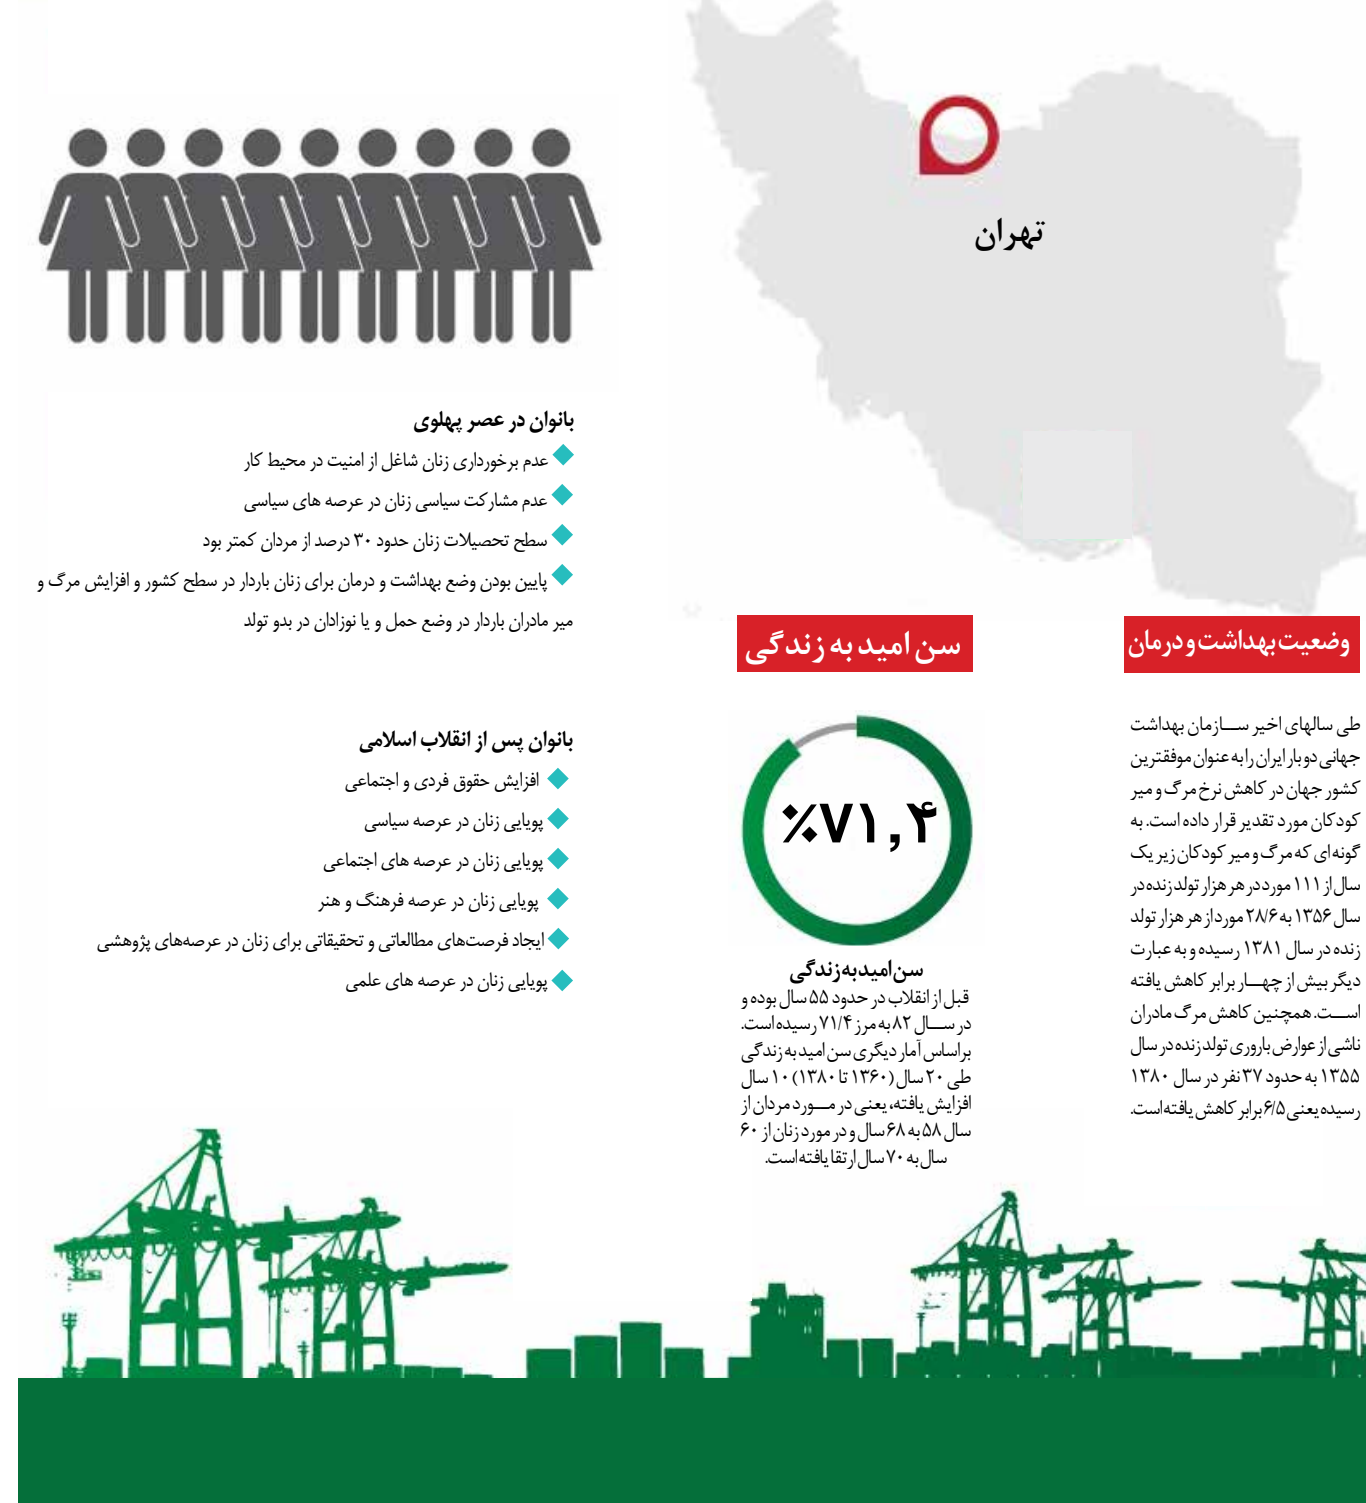 تهران
وضعیت بهداشت و درمان
طی سالهای اخیر ســازمان بهداشت
جهانی دو بار ایران را به عنوان موفقترین
کشور جهان در کاهش نرخ مرگ و میر
کودکان مورد تقدیر قرار داده است. به
گونه ای که مرگ و میر کودکان زیر یک
سال از ۱۱۱ مورد در هر هزار تولد زنده در
سال ۱۳۵۶ به ۲۸/۶ مورد از هر هزار تولد
زنده در سال ۱۳۸۱ رسیده و به عبارت
دیگر بیش از چهــار برابر کاهش یافته
اســت. همچنین کاهش مرگ مادران
ناشی از عوارض باروری تولد زنده در سال
۱۳۵۵ به حدود ۳۷ نفر در سال ۱۳۸۰
رسیده یعنی ۶/۵ برابر کاهش یافته است.
سن امید به زندگی
٪۷۱,۴
سن امید به زندگی
قبل از انقلاب در حدود ۵۵ سال بوده و
در ســال ۸۲ به مرز ۷۱/۴ رسیده است.
براساس آمار دیگری سن امید به زندگی
طی ۲۰ سال (۱۳۶۰ تا ۱۳۸۰) ۱۰ سال
افزایش یافته، یعنی در مــورد مردان از
سال ۵۸ به ۶۸ سال و در مورد زنان از ۶۰
سال به ۷۰ سال ارتقا یافته است.
بانوان در عصر پهلوی
عدم برخورداری زنان شاغل از امنیت در محیط کار
عدم مشارکت سیاسی زنان در عرصه های سیاسی
سطح تحصیلات زنان حدود ۳۰ درصد از مردان کمتر بود
پایین بودن وضع بهداشت و درمان برای زنان باردار در سطح کشور و افزایش مرگ و
میر مادران باردار در وضع حمل و یا نوزادان در بدو تولد
بانوان پس از انقلاب اسلامی
افزایش حقوق فردی و اجتماعی
پویایی زنان در عرصه سیاسی
پویایی زنان در عرصه های اجتماعی
پویایی زنان در عرصه فرهنگ و هنر
ایجاد فرصت‌های مطالعاتی و تحقیقاتی برای زنان در عرصه‌های پژوهشی
پویایی زنان در عرصه های علمی